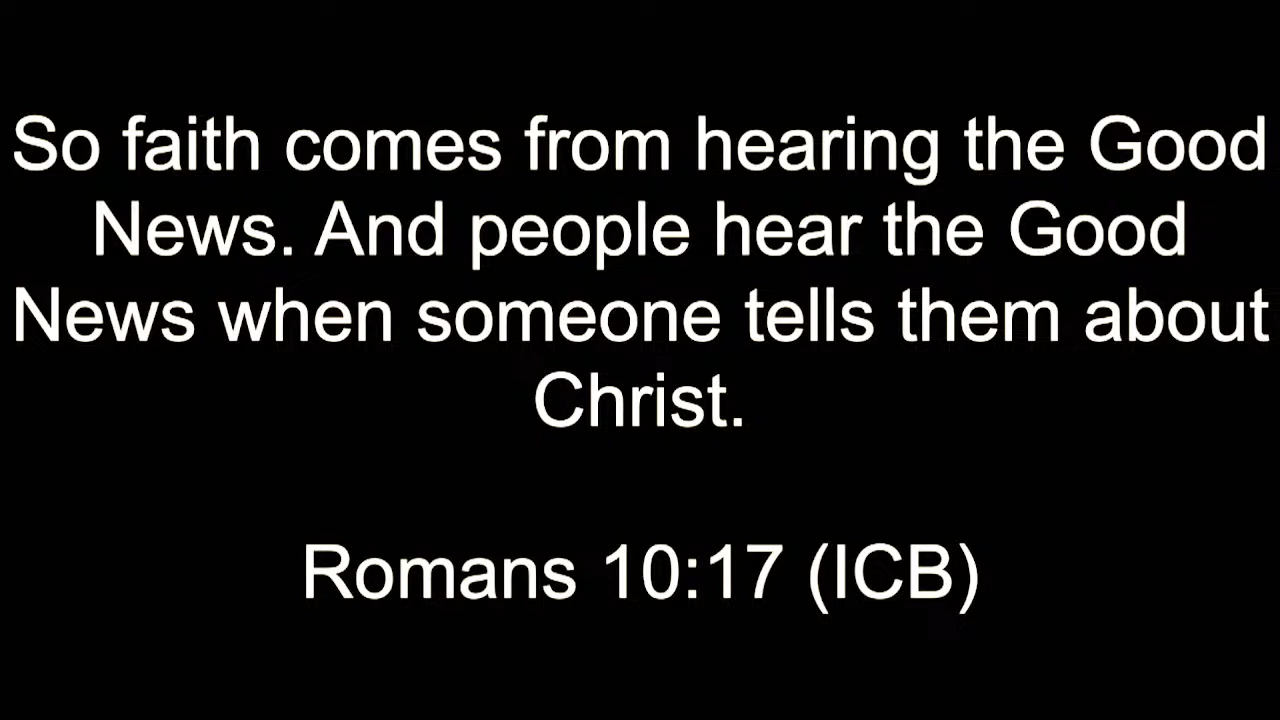 So faith comes from hearing the Good
News. And people hear the Good
News when someone tells them about
Christ.
Romans 10:17 (ICB)